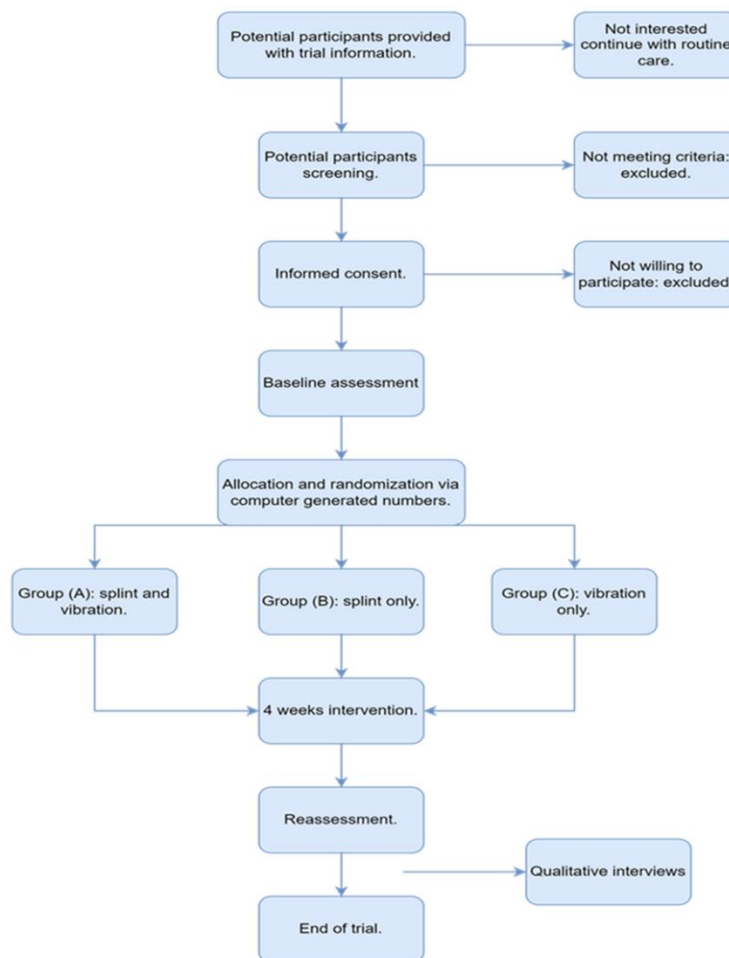 Potential participants provided
with trial information.
Not interested
continue with routine
care.
Potential participants
screening.
Not meeting criteria:
excluded.
Informed consent.
Not willing to
participate: excluded
Baseline assessment
Allocation and randomization via
computer generated numbers.
Group (A): splint and
vibration.
Group (B): splint only.
Group (C): vibration
only.
4 weeks intervention.
Reassessment.
Qualitative interviews
End of trial.